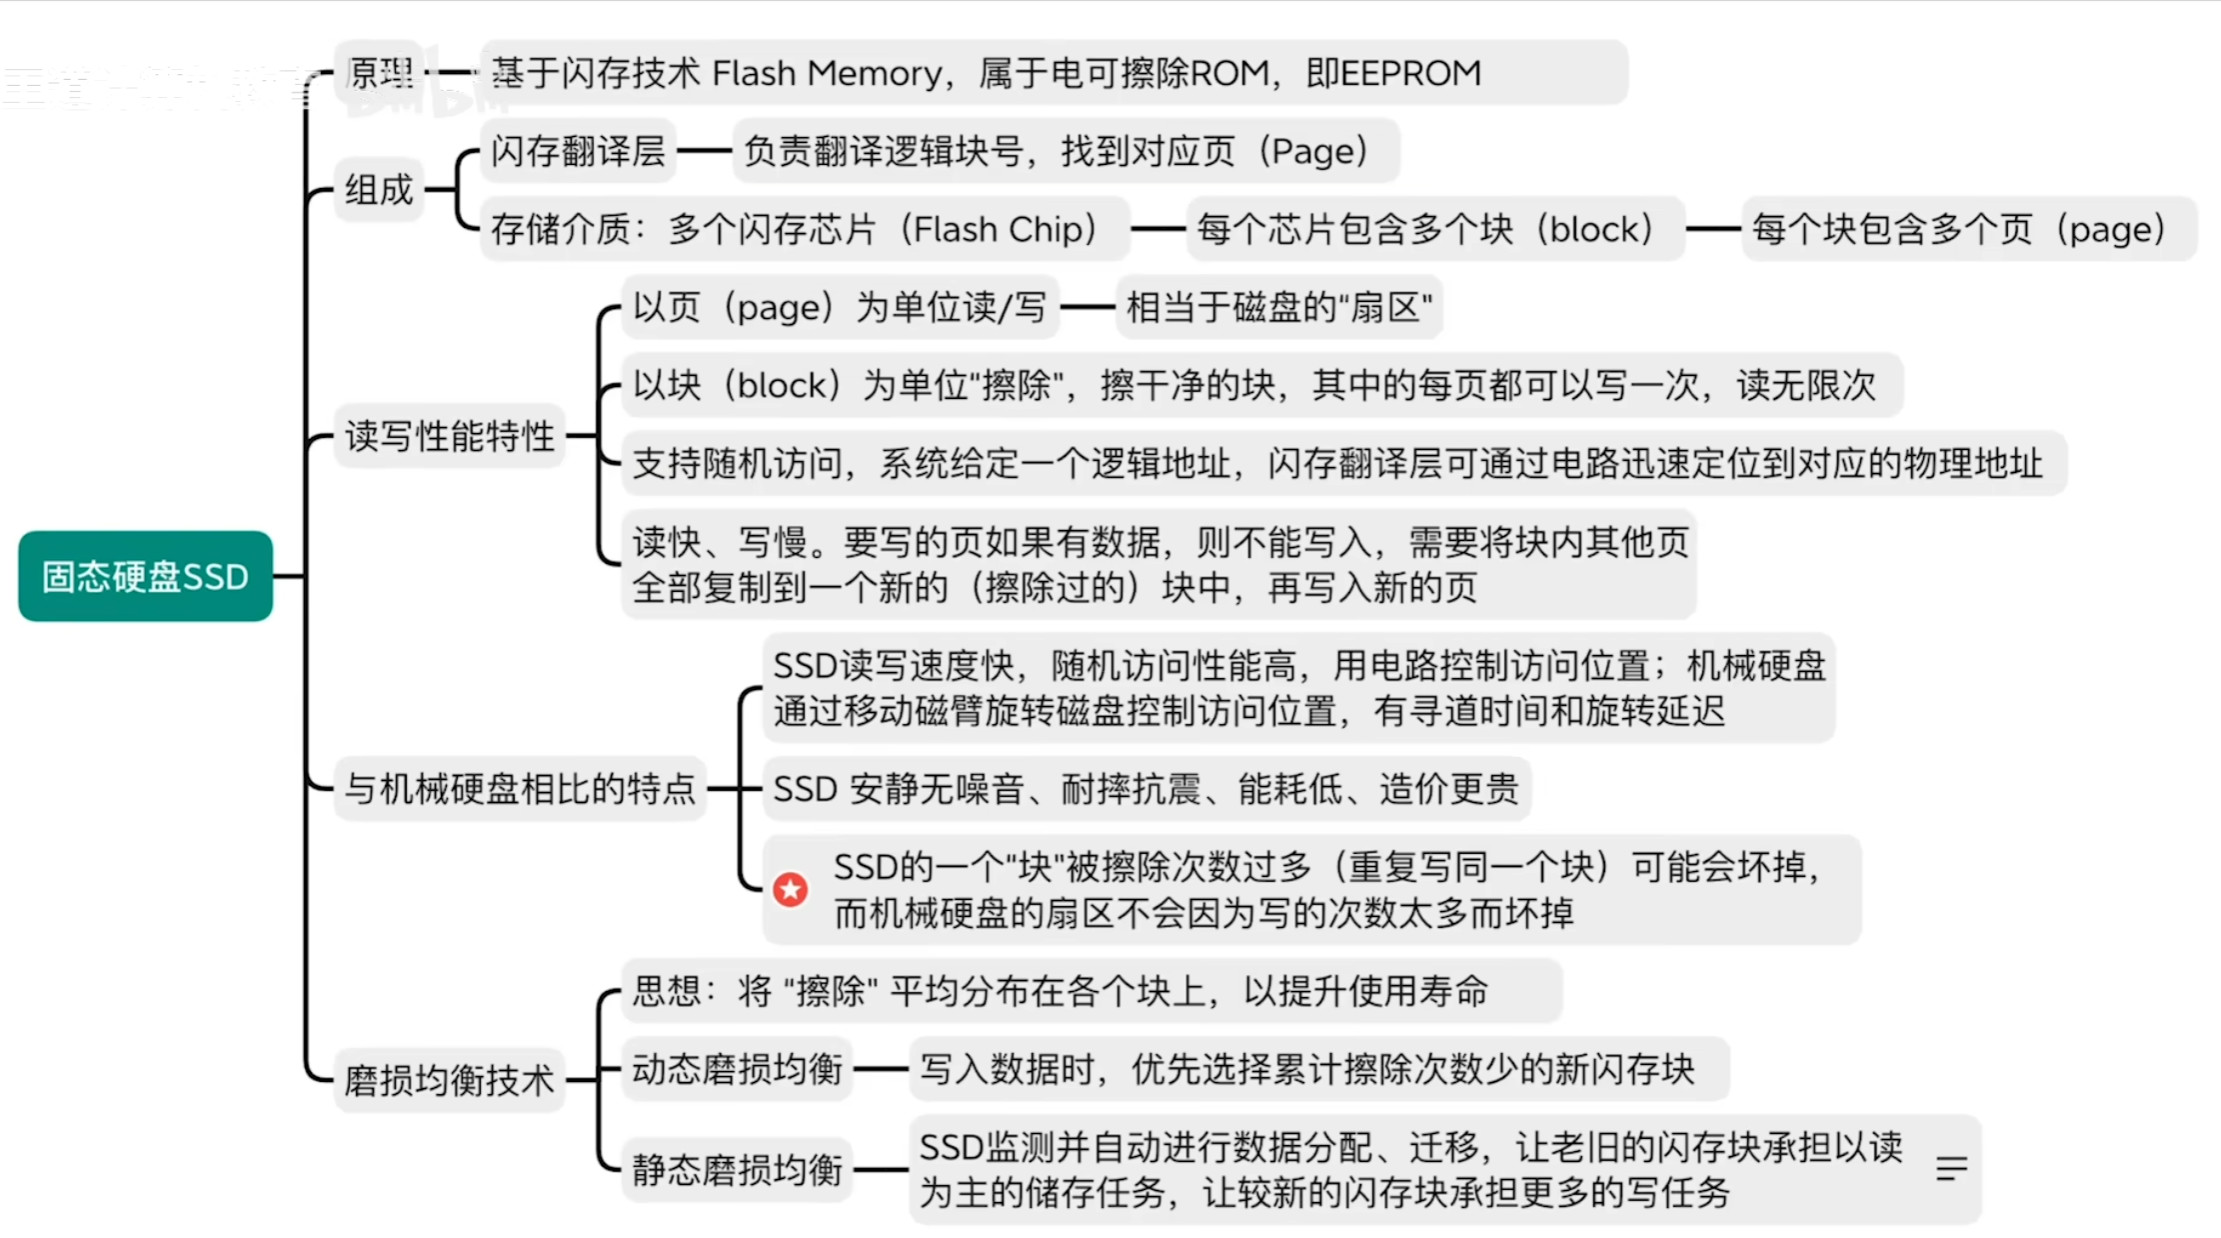 原理
基于闪存技术 Flash Memory，属于电可擦除ROM，即EEPROM
组成
闪存翻译层
负责翻译逻辑块号，找到对应页（Page）
存储介质：多个闪存芯片（Flash Chip）
每个芯片包含多个块（block）
每个块包含多个页（page）
固态硬盘SSD
读写性能特性
以页（page）为单位读/写
相当于磁盘的"扇区"
以块（block）为单位"擦除"，擦干净的块，其中的每页都可以写一次，读无限次
支持随机访问，系统给定一个逻辑地址，闪存翻译层可通过电路迅速定位到对应的物理地址
读快、写慢。要写的页如果有数据，则不能写入，需要将块内其他页
全部复制到一个新的（擦除过的）块中，再写入新的页
与机械硬盘相比的特点
SSD读写速度快，随机访问性能高，用电路控制访问位置；机械硬盘
通过移动磁臂旋转磁盘控制访问位置，有寻道时间和旋转延迟
SSD 安静无噪音、耐摔抗震、能耗低、造价更贵
SSD的一个"块"被擦除次数过多（重复写同一个块）可能会坏掉，
而机械硬盘的扇区不会因为写的次数太多而坏掉
磨损均衡技术
思想：将 "擦除" 平均分布在各个块上，以提升使用寿命
动态磨损均衡
写入数据时，优先选择累计擦除次数少的新闪存块
静态磨损均衡
SSD监测并自动进行数据分配、迁移，让老旧的闪存块承担以读
为主的储存任务，让较新的闪存块承担更多的写任务